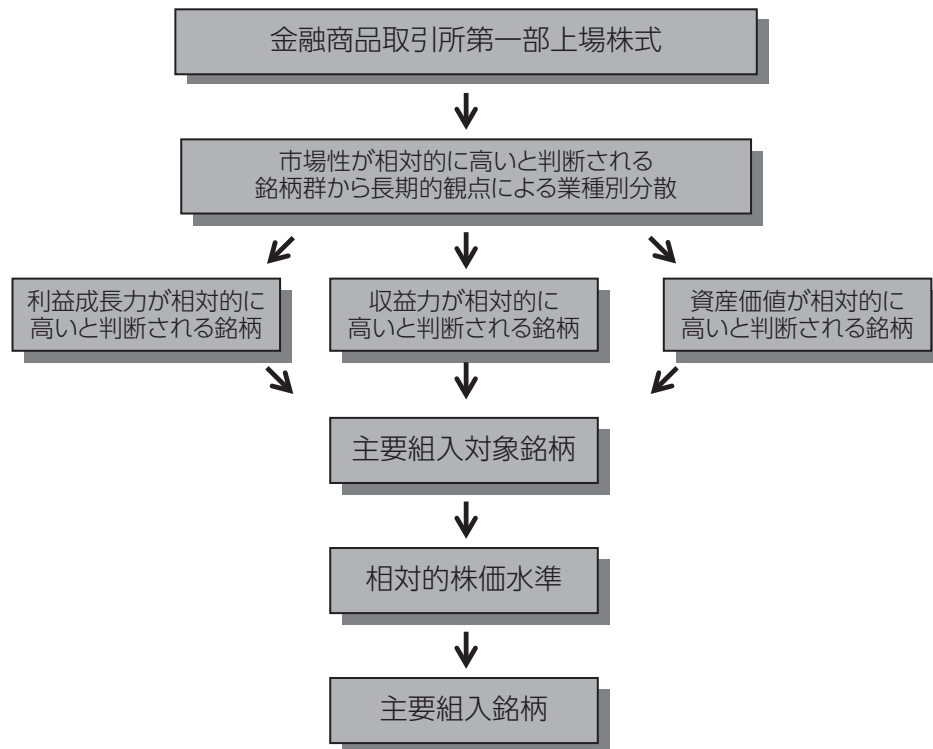 金融商品取引所第一部上場株式
市場性が相対的に高いと判断される
銘柄群から長期的観点による業種別分散
利益成長力が相対的に
高いと判断される銘柄
収益力が相対的に
高いと判断される銘柄
資産価値が相対的に
高いと判断される銘柄
主要組入対象銘柄
相対的株価水準
主要組入銘柄